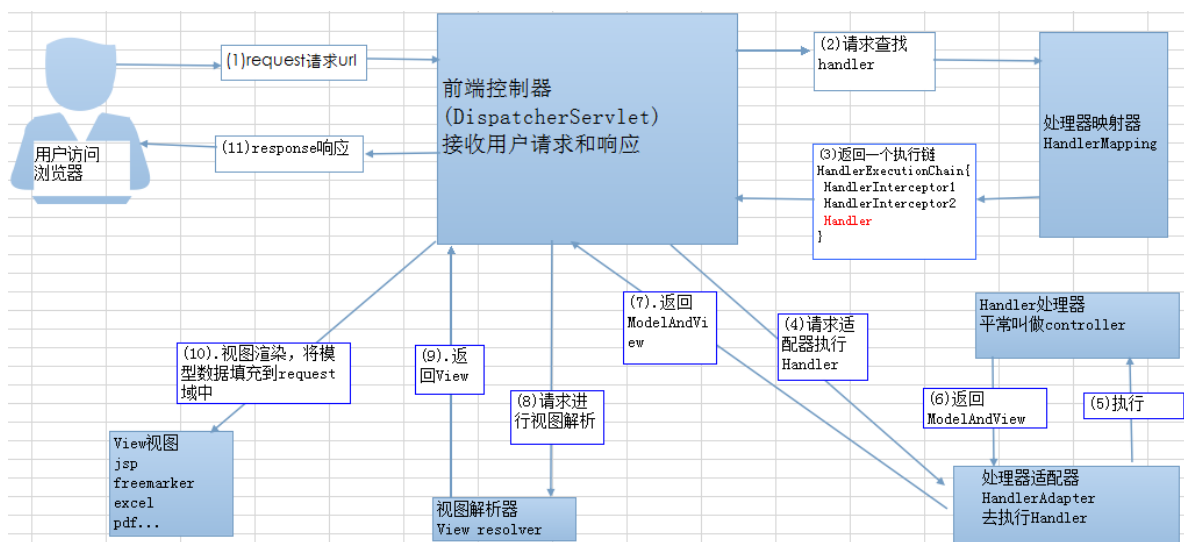 (1)request请求url
(2)请求查找
handler
前端控制器
(DispatcherServlet)
接收用户请求和响应
处理器映射器
HandlerMapping
用户访问
浏览器
(11)response响应
(3)返回一个执行链
HandlerExecutionChain{
HandlerInterceptor1
HandlerInterceptor2
Handler
}
(7).返回
ModelAndVi
ew
(4)请求适
配器执行
Handler
Handler处理器
平常叫做controller
(10).视图渲染，将模
型数据填充到request
域中
(9).返
回View
(8)请求进
行视图解析
(6)返回
ModelAndView
(5)执行
View视图
jsp
freemarker
excel
pdf...
视图解析器
View resolver
处理器适配器
HandlerAdapter
去执行Handler